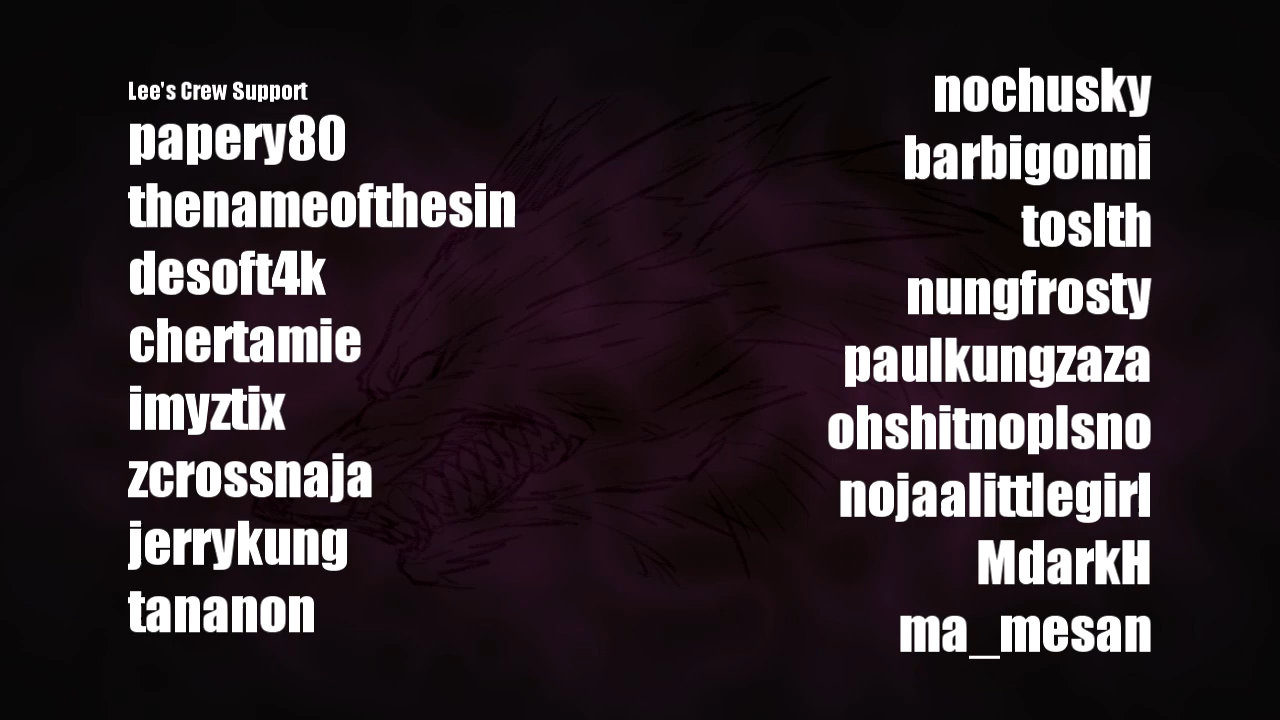 Lee's Crew Support
papery80
thenameofthesin
desoft4k
chertamie
imyztix
zcrossnaja
jerrykung
tananon
nochusky
barbigonni
toslth
nungfrosty
paulkungzaza
ohshitnoplsno
nojaalittlegirl
MdarkH
ma_mesan